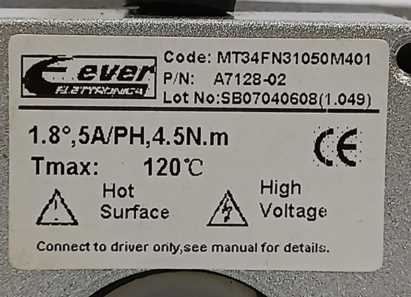 ever
ELETTRONICA
Code: MT34FN31050M401
P/N: A7128-02
Lot No:SB07040608(1.049)
1.8°,5A/PH,4.5N.m
Tmax: 120℃
CE
Hot
Surface
High
Voltage
Connect to driver only,see manual for details.